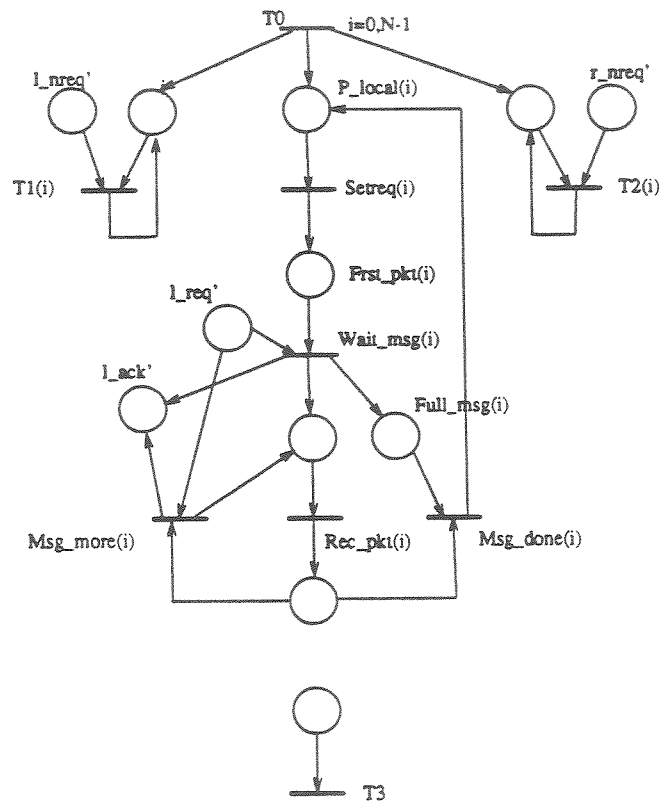 T0
i=0,N-1
l_nreq'
P_local(i)
r_nreq'
T1(i)
Setreq(i)
T2(i)
Frst_pkt(i)
l_req'
Wait_msg(i)
l_ack'
Full_msg(i)
Msg_more(i)
Rec_pkt(i)
Msg_done(i)
T3